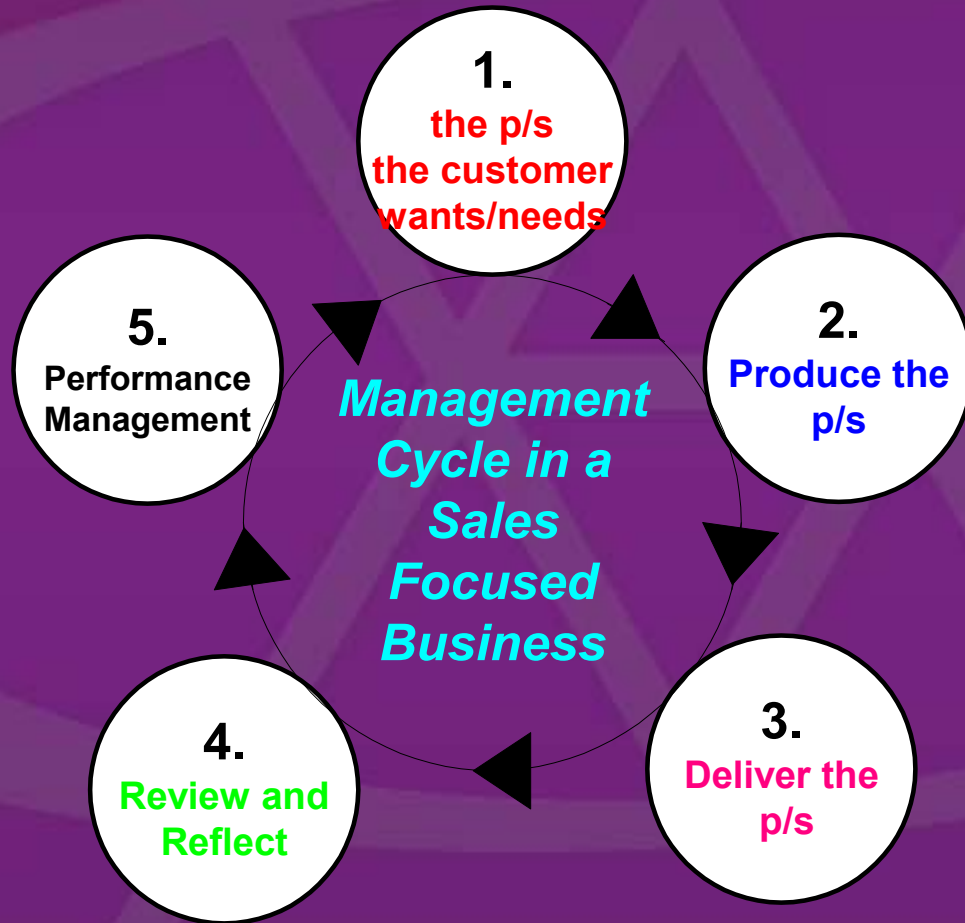 1.
the p/s
the customer
wants/needs
2.
Produce the
p/s
3.
Deliver the
p/s
4.
Review and
Reflect
5.
Performance
Management
Management
Cycle in a
Sales
Focused
Business